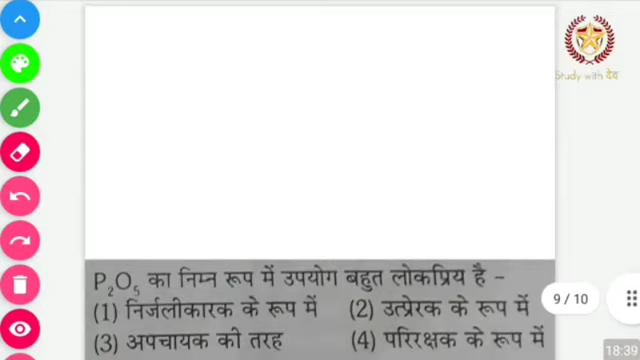 Study with देव
P₂O₅ का निम्न रूप में उपयोग बहुत लोकप्रिय है –
(1) निर्जलीकारक के रूप में (2) उत्प्रेरक के रूप में
(3) अपचायक की तरह (4) परिरक्षक के रूप में
9 / 10
18:39